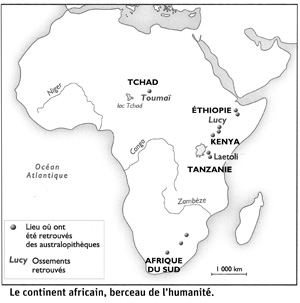 TCHAD
Toumaï
lac Tchad
Niger
ÉTHIOPIE
Lucy
KENYA
Laetoli
TANZANIE
Congo
Océan
Atlantique
Zambèze
AFRIQUE
DU SUD
Lieu où ont
été retrouvés
des australopithèques
Lucy Ossements
retrouvés
1 000 km
Le continent africain, berceau de l'humanité.